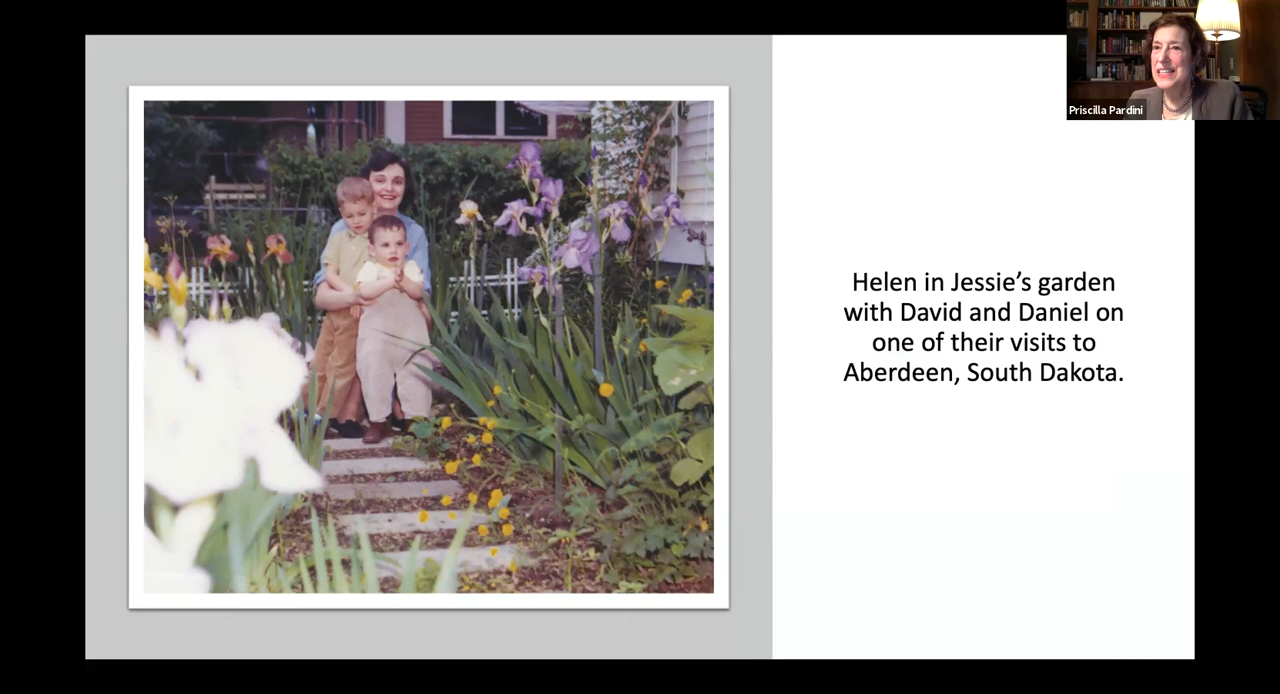 Priscilla Pardini
Helen in Jessie’s garden
with David and Daniel on
one of their visits to
Aberdeen, South Dakota.